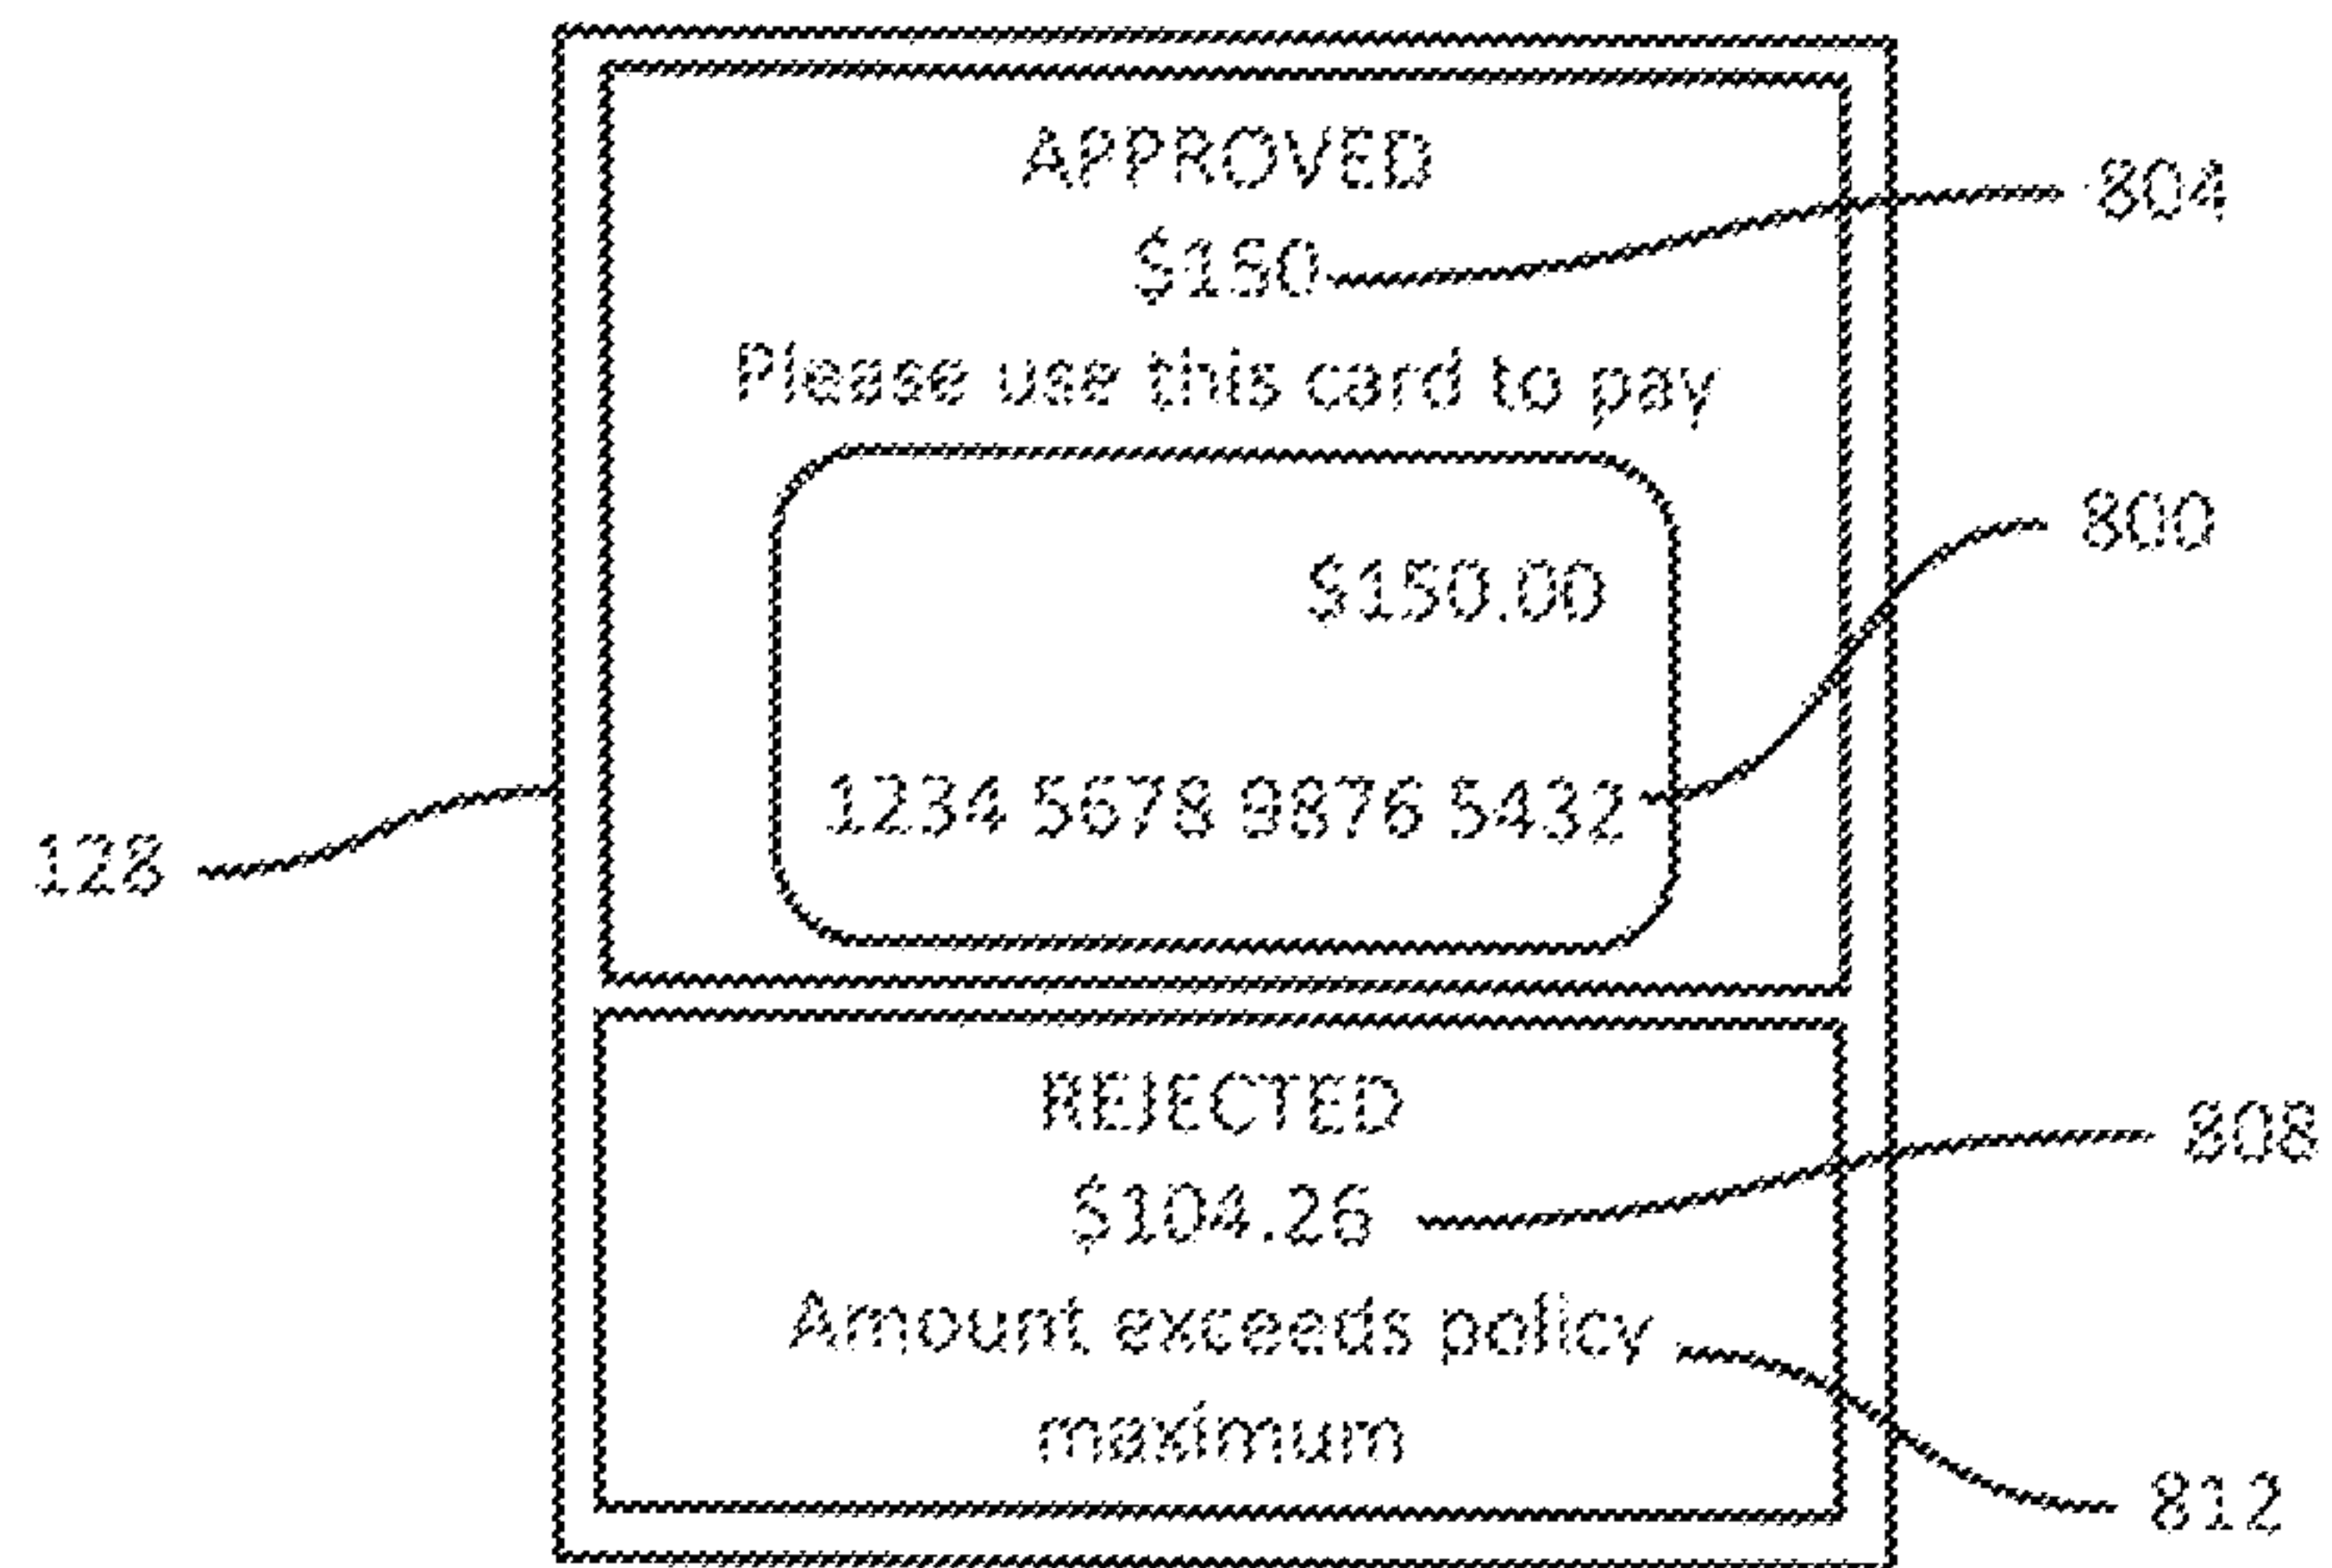 APPROVED
$150
804
Please use this card to pay
800
$150.00
1234 5678 9876 5432
128
REJECTED
808
$104.26
Amount exceeds policy
maximum
812